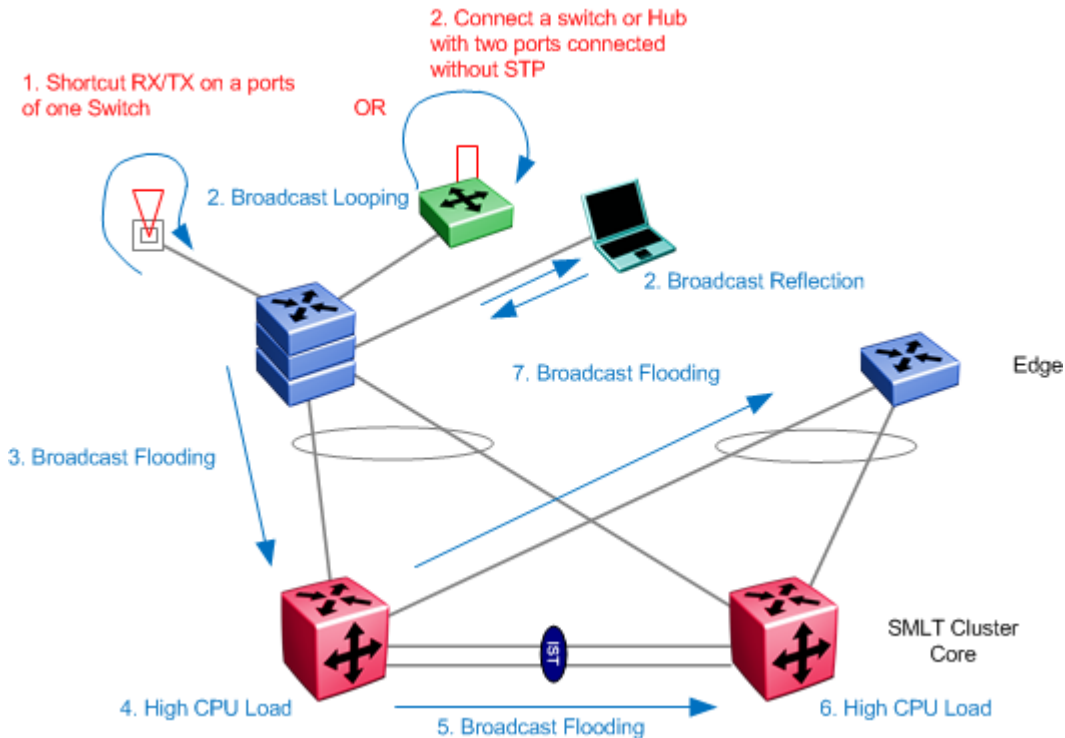 2. Connect a switch or Hub
with two ports connected
without STP
1. Shortcut RX/TX on a ports
of one Switch
OR
2. Broadcast Looping
2. Broadcast Reflection
7. Broadcast Flooding
Edge
3. Broadcast Flooding
IST
SMLT Cluster
Core
4. High CPU Load
5. Broadcast Flooding
6. High CPU Load